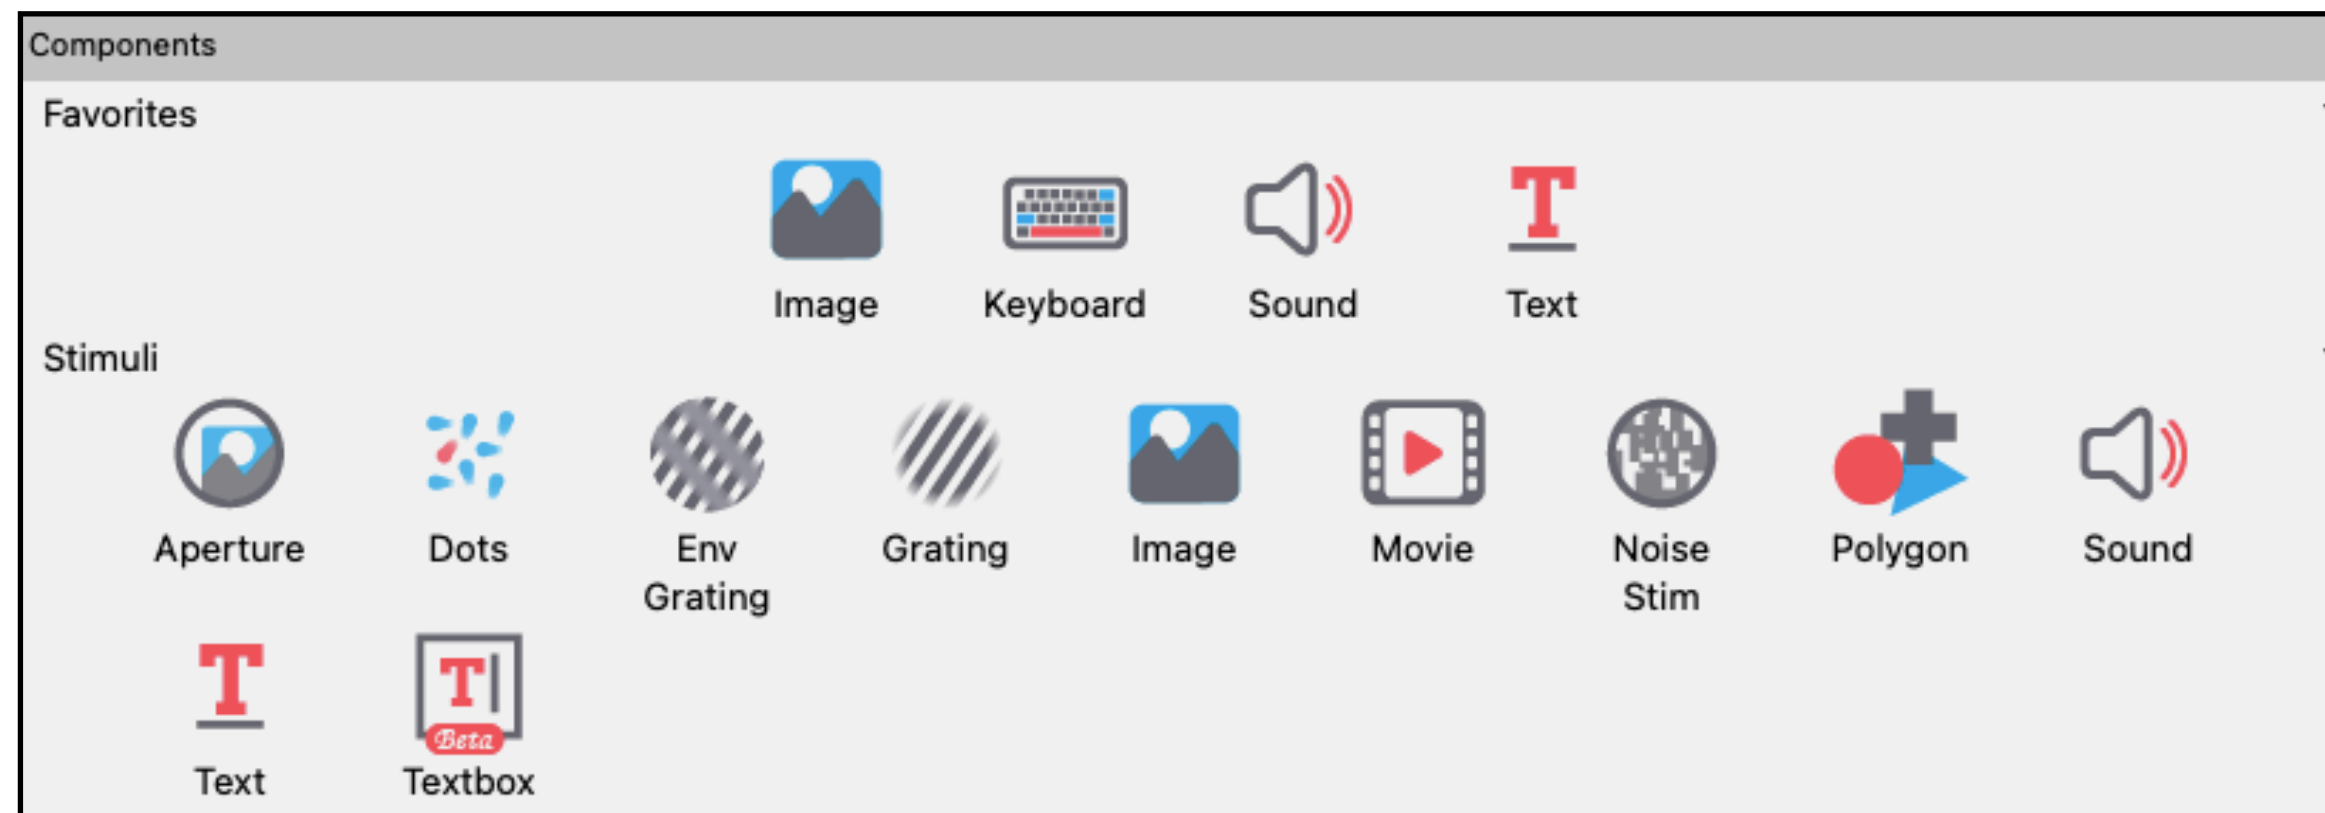 Components
Favorites
Image Keyboard Sound Text
Stimuli
Aperture Dots Env Grating Grating Image Movie Noise Stim Polygon Sound
Beta
Text Textbox